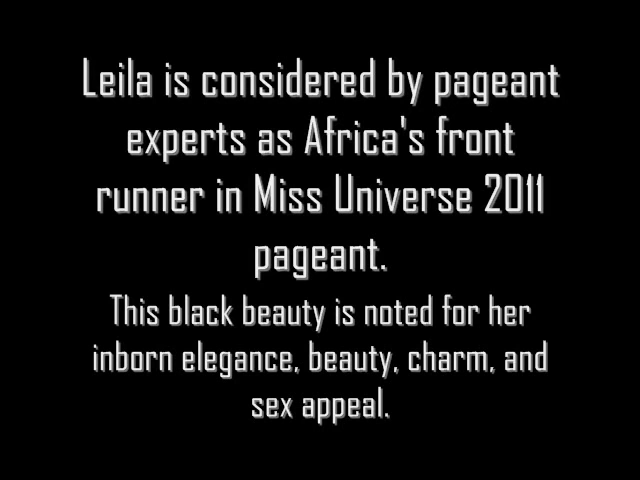 Leila is considered by pageant
experts as Africa's front
runner in Miss Universe 2011
pageant.
This black beauty is noted for her
inborn elegance, beauty, charm, and
sex appeal.